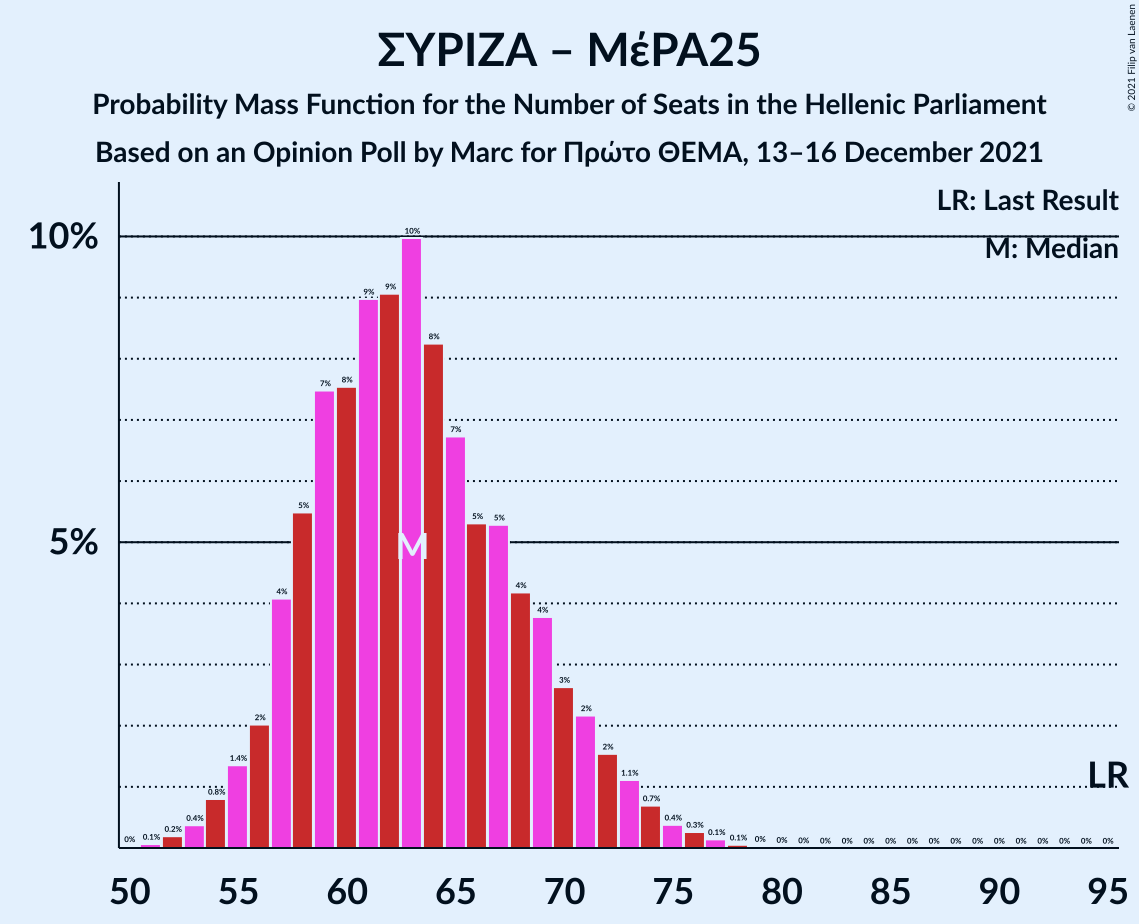 ΣΥΡΙΖΑ – ΜέΡΑ25
Probability Mass Function for the Number of Seats in the Hellenic Parliament
Based on an Opinion Poll by Marc for Πρώτο ΘΕΜΑ, 13–16 December 2021
© 2021 Filip van Laenen
LR: Last Result
M: Median
10%
5%
0% 0.1% 0.2% 0.4% 0.8% 1.4% 2% 4% 5% 7% 8% 9% 9% 10% 8% 7% 5% 5% 4% 4% 3% 2% 2% 1.1% 0.7% 0.4% 0.3% 0.1% 0.1% 0% 0% 0% 0% 0% 0% 0% 0% 0% 0% 0% 0% 0% 0% 0% 0% 0%
M
LR
50 55 60 65 70 75 80 85 90 95